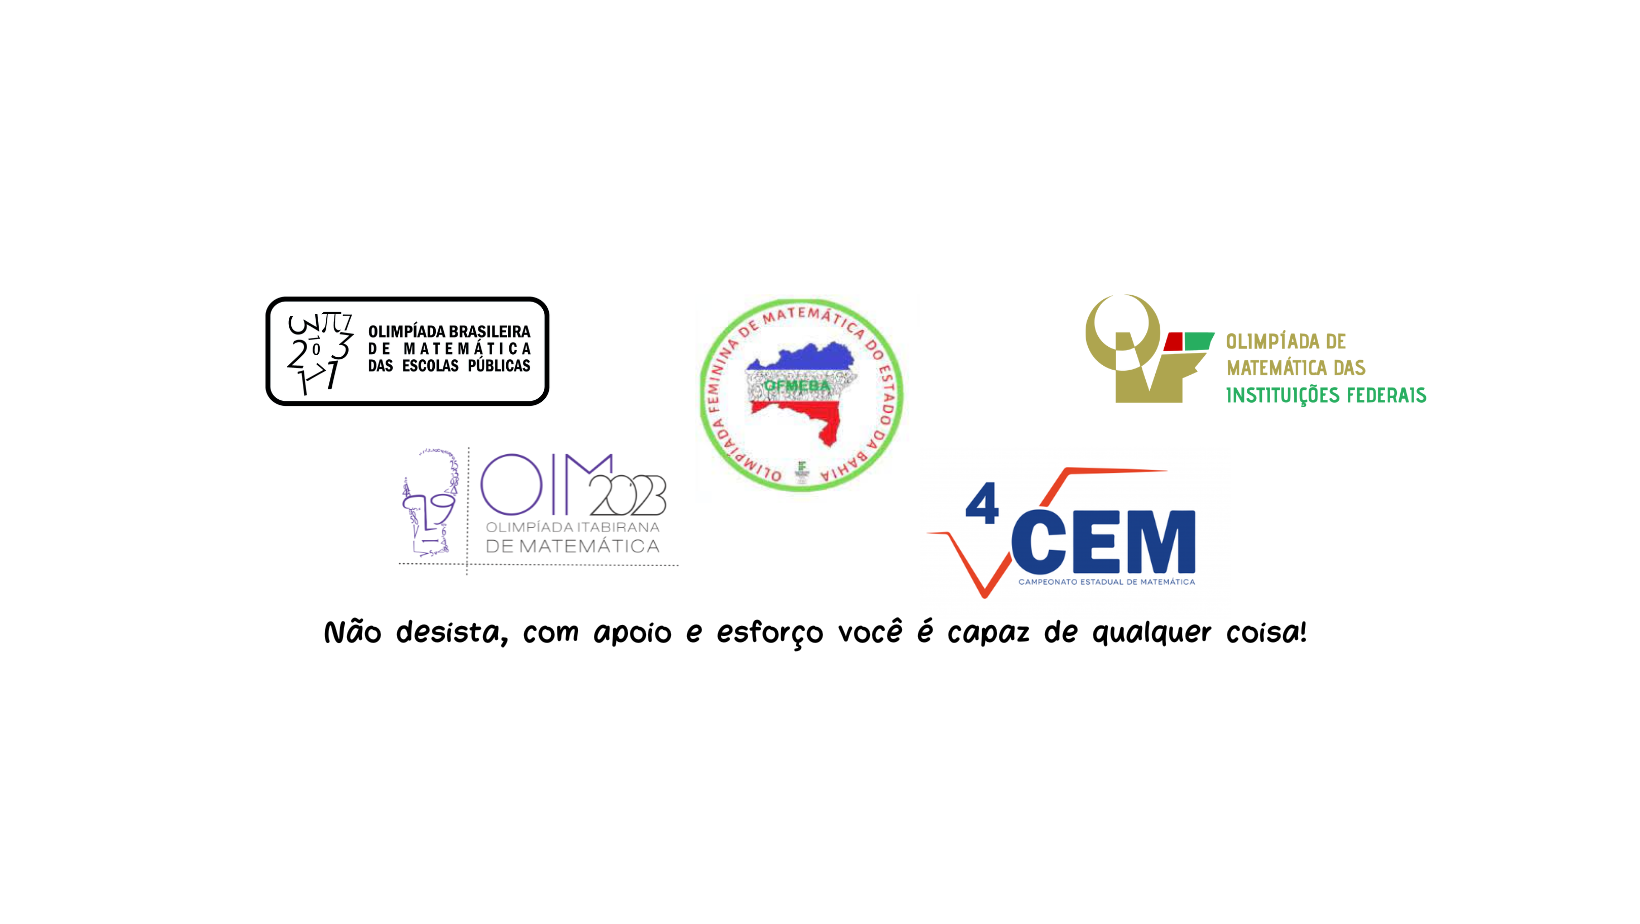 OLIMPÍADA BRASILEIRA
DE MATEMÁTICA
DAS ESCOLAS PÚBLICAS
OLIMPÍADA FEMININA DE MATEMÁTICA DO ESTADO DA BAHIA
OFMEBA
OLIMPÍADA DE
MATEMÁTICA DAS
INSTITUIÇÕES FEDERAIS
OIM2023
OLIMPÍADA ITABIRANA
DE MATEMÁTICA
4
CEM
CAMPEONATO ESTADUAL DE MATEMÁTICA
Não desista, com apoio e esforço você é capaz de qualquer coisa!